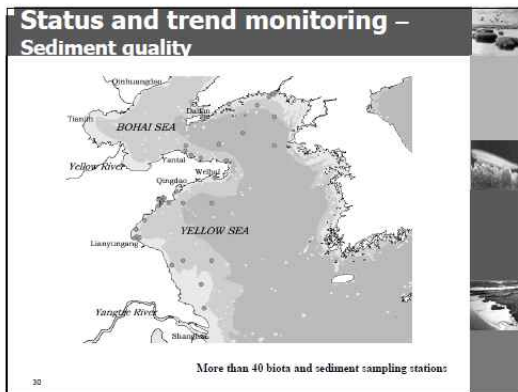 Status and trend monitoring –
Sediment quality
Qinhuangdao
Dalian
Tianjin
BOHAI SEA
Yellow River
Yantai
Weihai
Qingdao
YELLOW SEA
Lianyungang
Yangtze River
Shanghai
More than 40 biota and sediment sampling stations
30